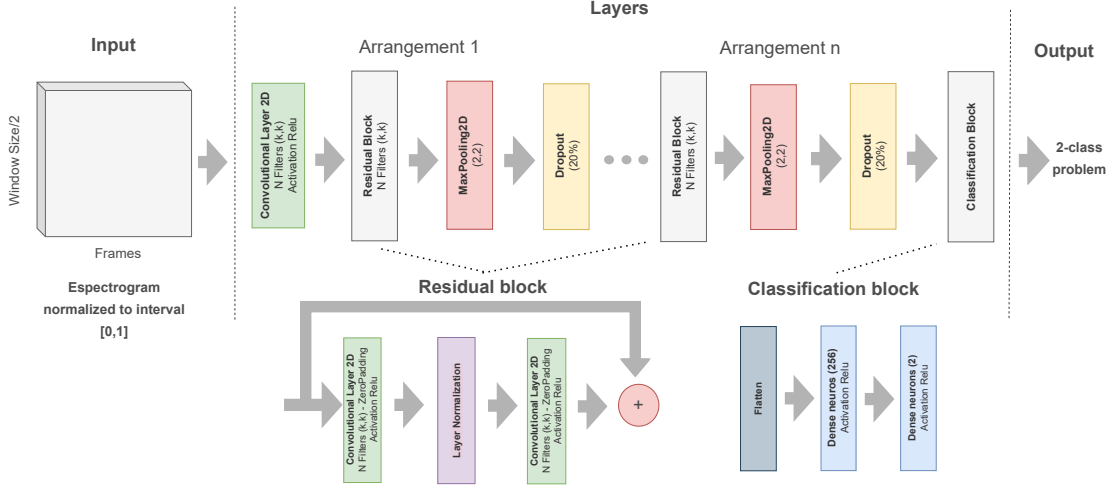 Layers
Input
Arrangement 1
Arrangement n
Output
Window Size/2
Frames
Espectrogram
normalized to interval
[0,1]
Convolutional Layer 2D
N Filters (k,k)
Activation Relu
Residual Block
N Filters (k,k)
MaxPooling2D
(2,2)
Dropout
(20%)
Residual Block
N Filters (k,k)
MaxPooling2D
(2,2)
Dropout
(20%)
Classification Block
2-class
problem
Residual block
Convolutional Layer 2D
N Filters (k,k) - ZeroPadding
Activation Relu
Layer Normalization
Convolutional Layer 2D
N Filters (k,k) - ZeroPadding
Activation Relu
+
Classification block
Flatten
Dense neuros (256)
Activation Relu
Dense neurons (2)
Activation Relu